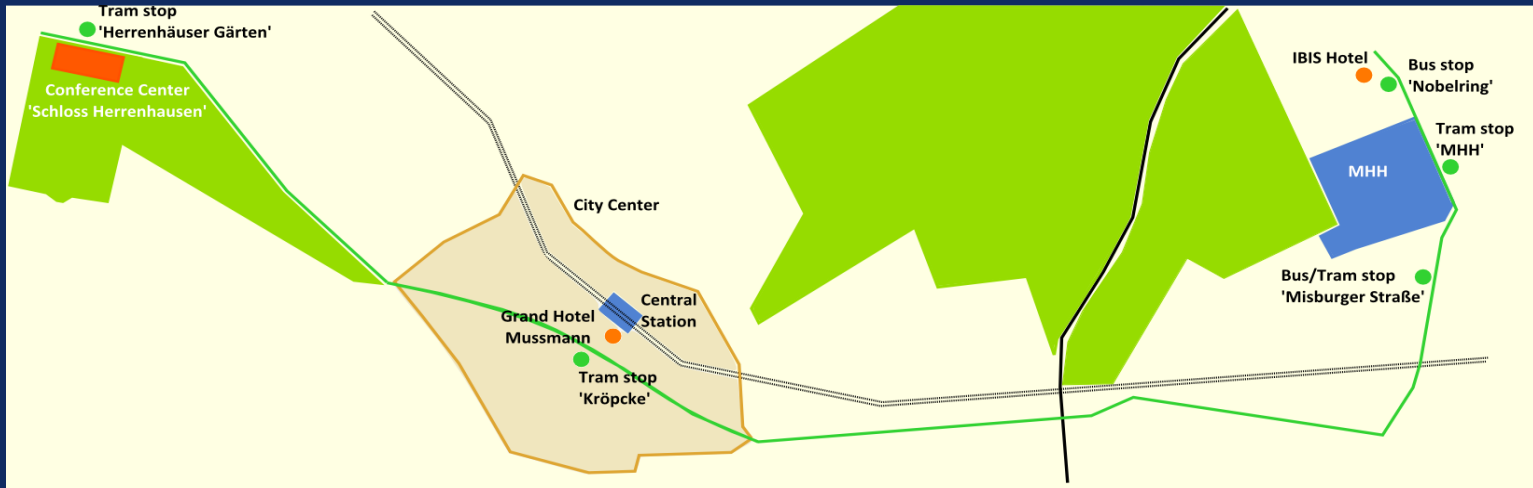 Tram stop
'Herrenhäuser Gärten'
Conference Center
'Schloss Herrenhausen'
City Center
Central
Station
Grand Hotel
Mussmann
Tram stop
'Kröpcke'
IBIS Hotel
Bus stop
'Nobelring'
Tram stop
'MHH'
MHH
Bus/Tram stop
'Misburger Straße'